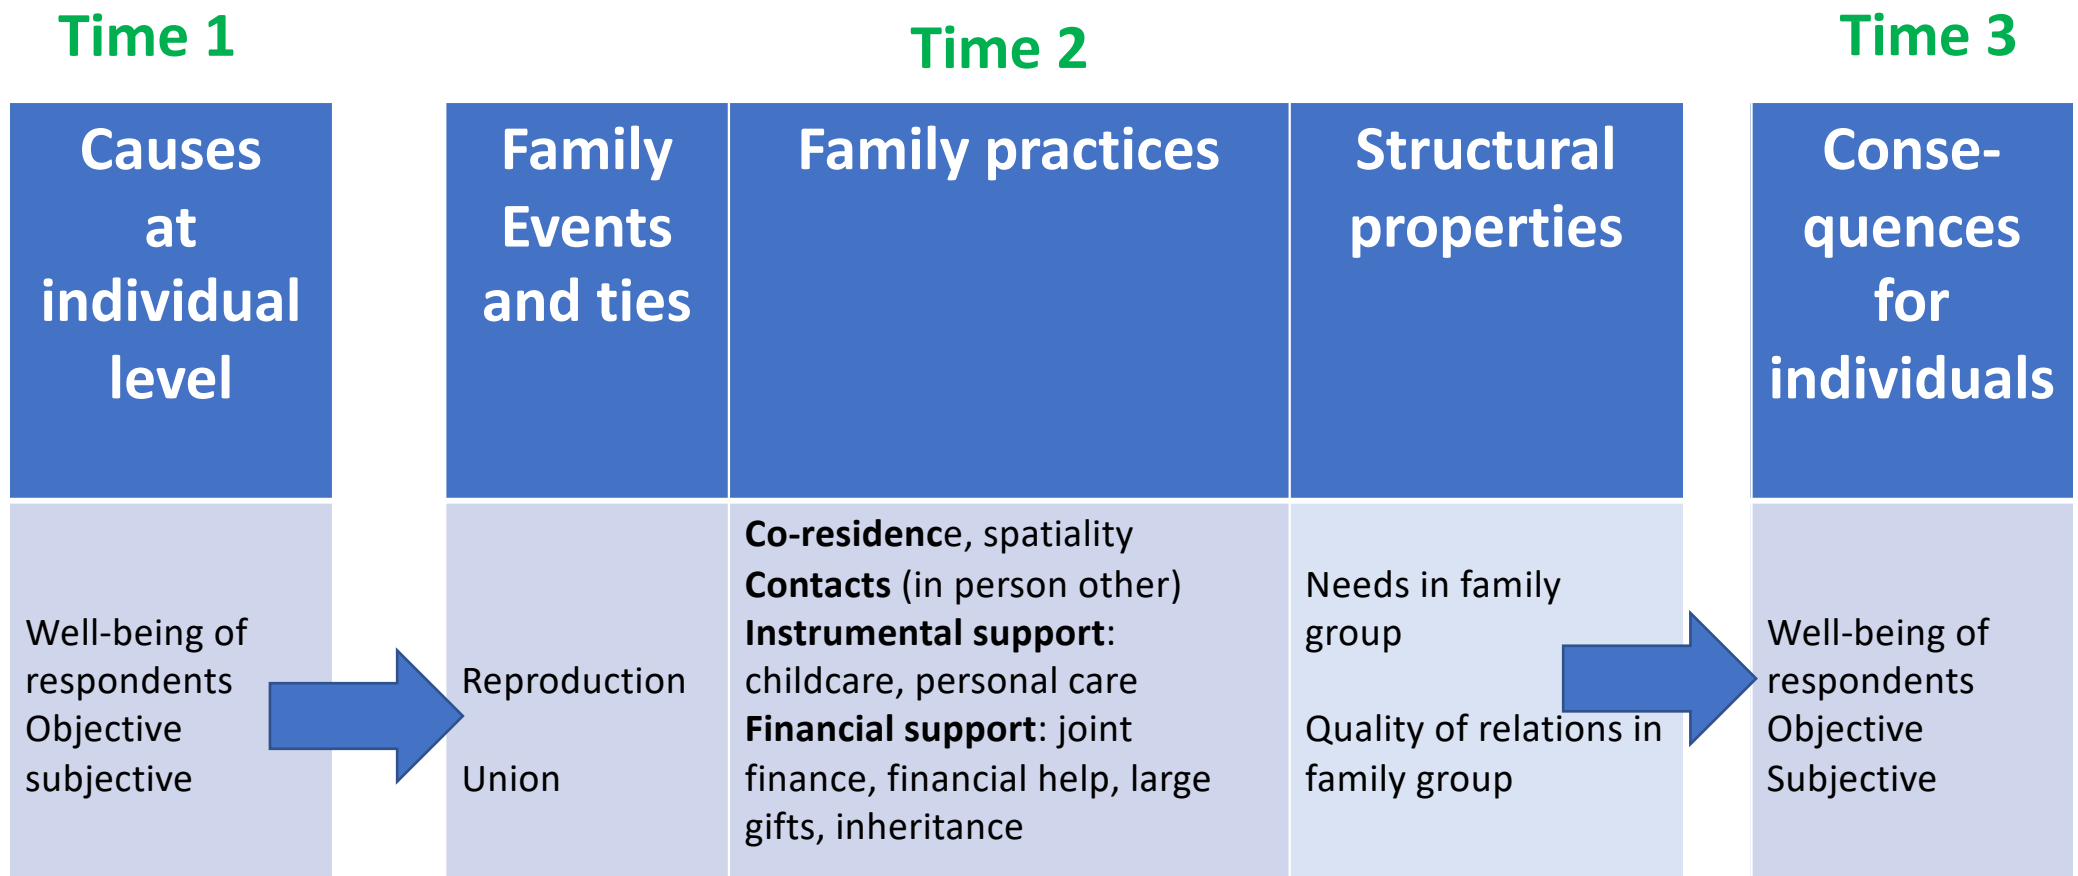 Time 1
Time 2
Time 3
Causes
at
individual
level
Family
Events
and ties
Family practices
Structural
properties
Conse-
quences
for
individuals
Well-being of
respondents
Objective
subjective
Reproduction
Union
Co-residence, spatiality
Contacts (in person other)
Instrumental support:
childcare, personal care
Financial support: joint
finance, financial help, large
gifts, inheritance
Needs in family
group
Quality of relations in
family group
Well-being of
respondents
Objective
Subjective